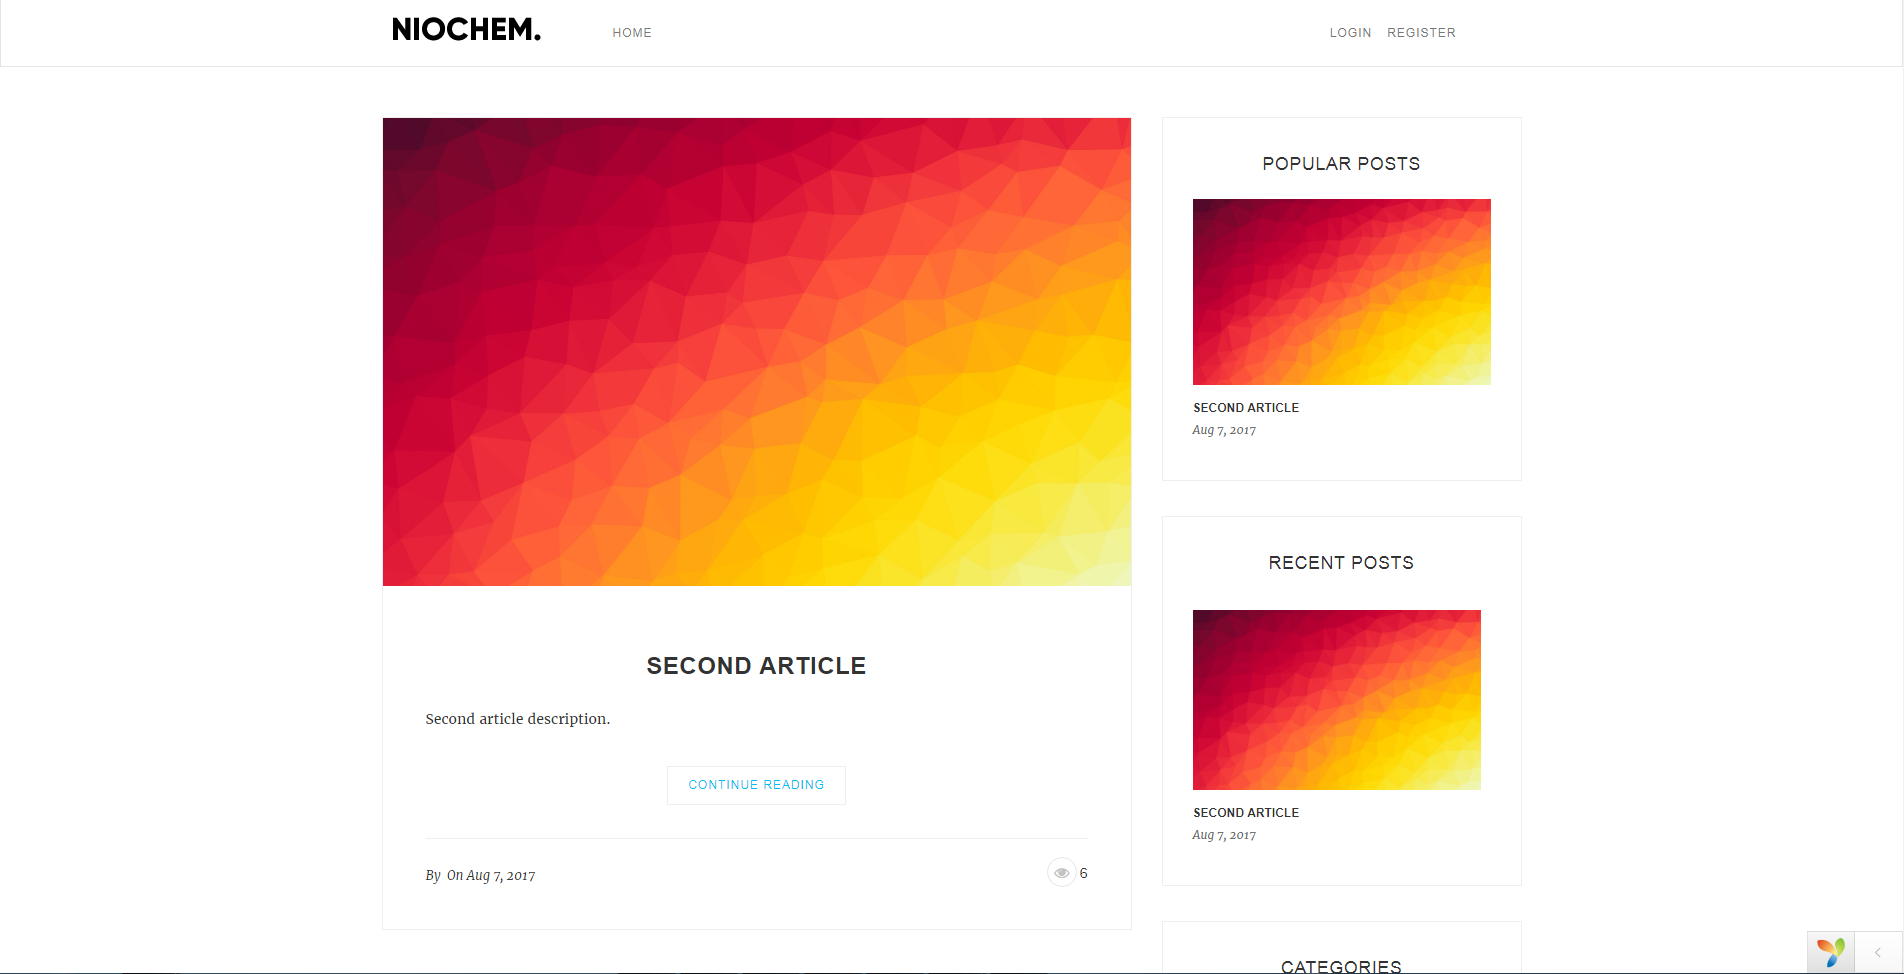 NIOCHEM.
HOME
LOGIN REGISTER
SECOND ARTICLE
Second article description.
CONTINUE READING
By On Aug 7, 2017
6
POPULAR POSTS
SECOND ARTICLE
Aug 7, 2017
RECENT POSTS
SECOND ARTICLE
Aug 7, 2017
CATEGORIES